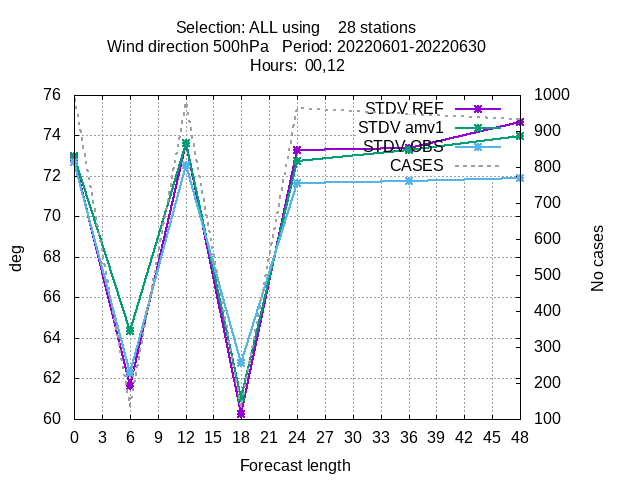 Selection: ALL using    28 stations
Wind direction 500hPa   Period: 20220601-20220630
Hours:  00,12
76
74
72
70
68
66
64
62
60
deg
1000
900
800
700
600
500
400
300
200
100
No cases
STDV REF
STDV amv1
STDV OBS
CASES
0 3 6 9 12 15 18 21 24 27 30 33 36 39 42 45 48
Forecast length